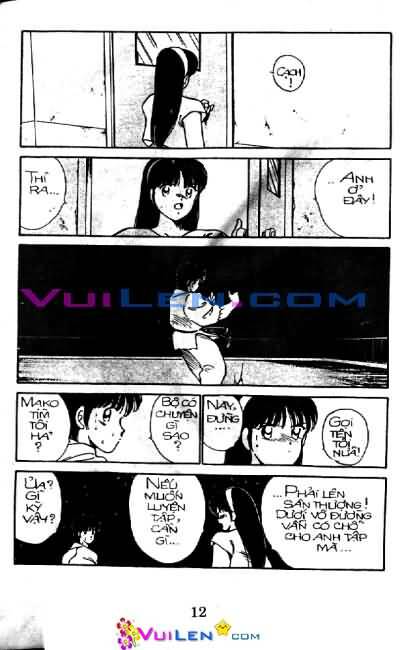 CẠCH
!
THÌ
RA...
...ANH
Ở
ĐÂY!
VUILEN.COM
MAKO
TÌM
TÔI
HẢ
?
BỘ CÓ
CHUYỆN
GÌ
SAO
?
NÀY,
ĐỪNG
....
GỌI
TÊN
TÔI
NỮA!
ỦA?
GÌ
KỲ
VẬY?
NẾU
MUỐN
LUYỆN
TẬP,
CẦN
GÌ....
...PHẢI LÊN
SÂN THƯỢNG!
DƯỚI VÕ ĐƯỜNG
VẪN CÓ CHỖ
CHO ANH TẬP
MÃ...
12
VUILEN.COM